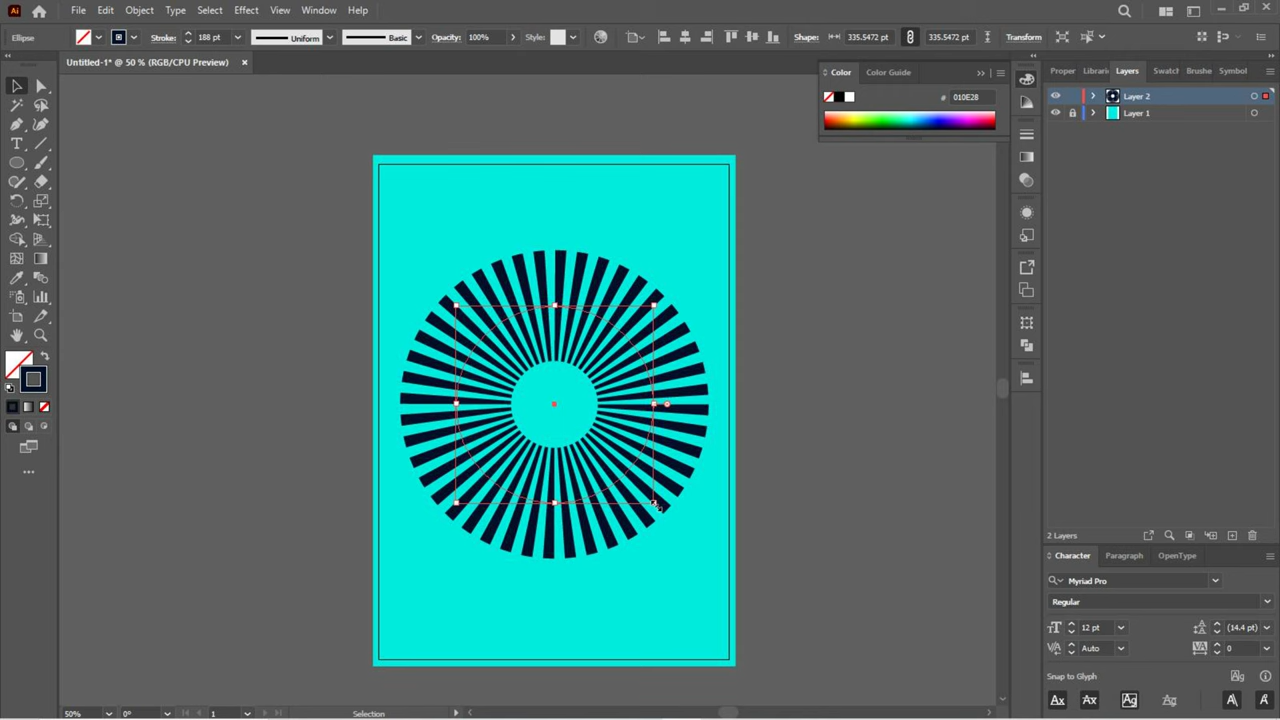 Ai File Edit Object Type Select Effect View Window Help
Ellipse Stroke: 188 pt Uniform Basic Opacity: 100% Style: Shape: 335.5472 pt 335.5472 pt Transform
Untitled-1* @ 50 % (RGB/CPU Preview)
Color Color Guide
# 010E28
Proper Librari Layers Swatch Brushe Symbol
Layer 2
Layer 1
2 Layers
Character Paragraph OpenType
Myriad Pro
Regular
12 pt (14.4 pt)
Auto 0
Snap to Glyph
50% 0° 1 Selection